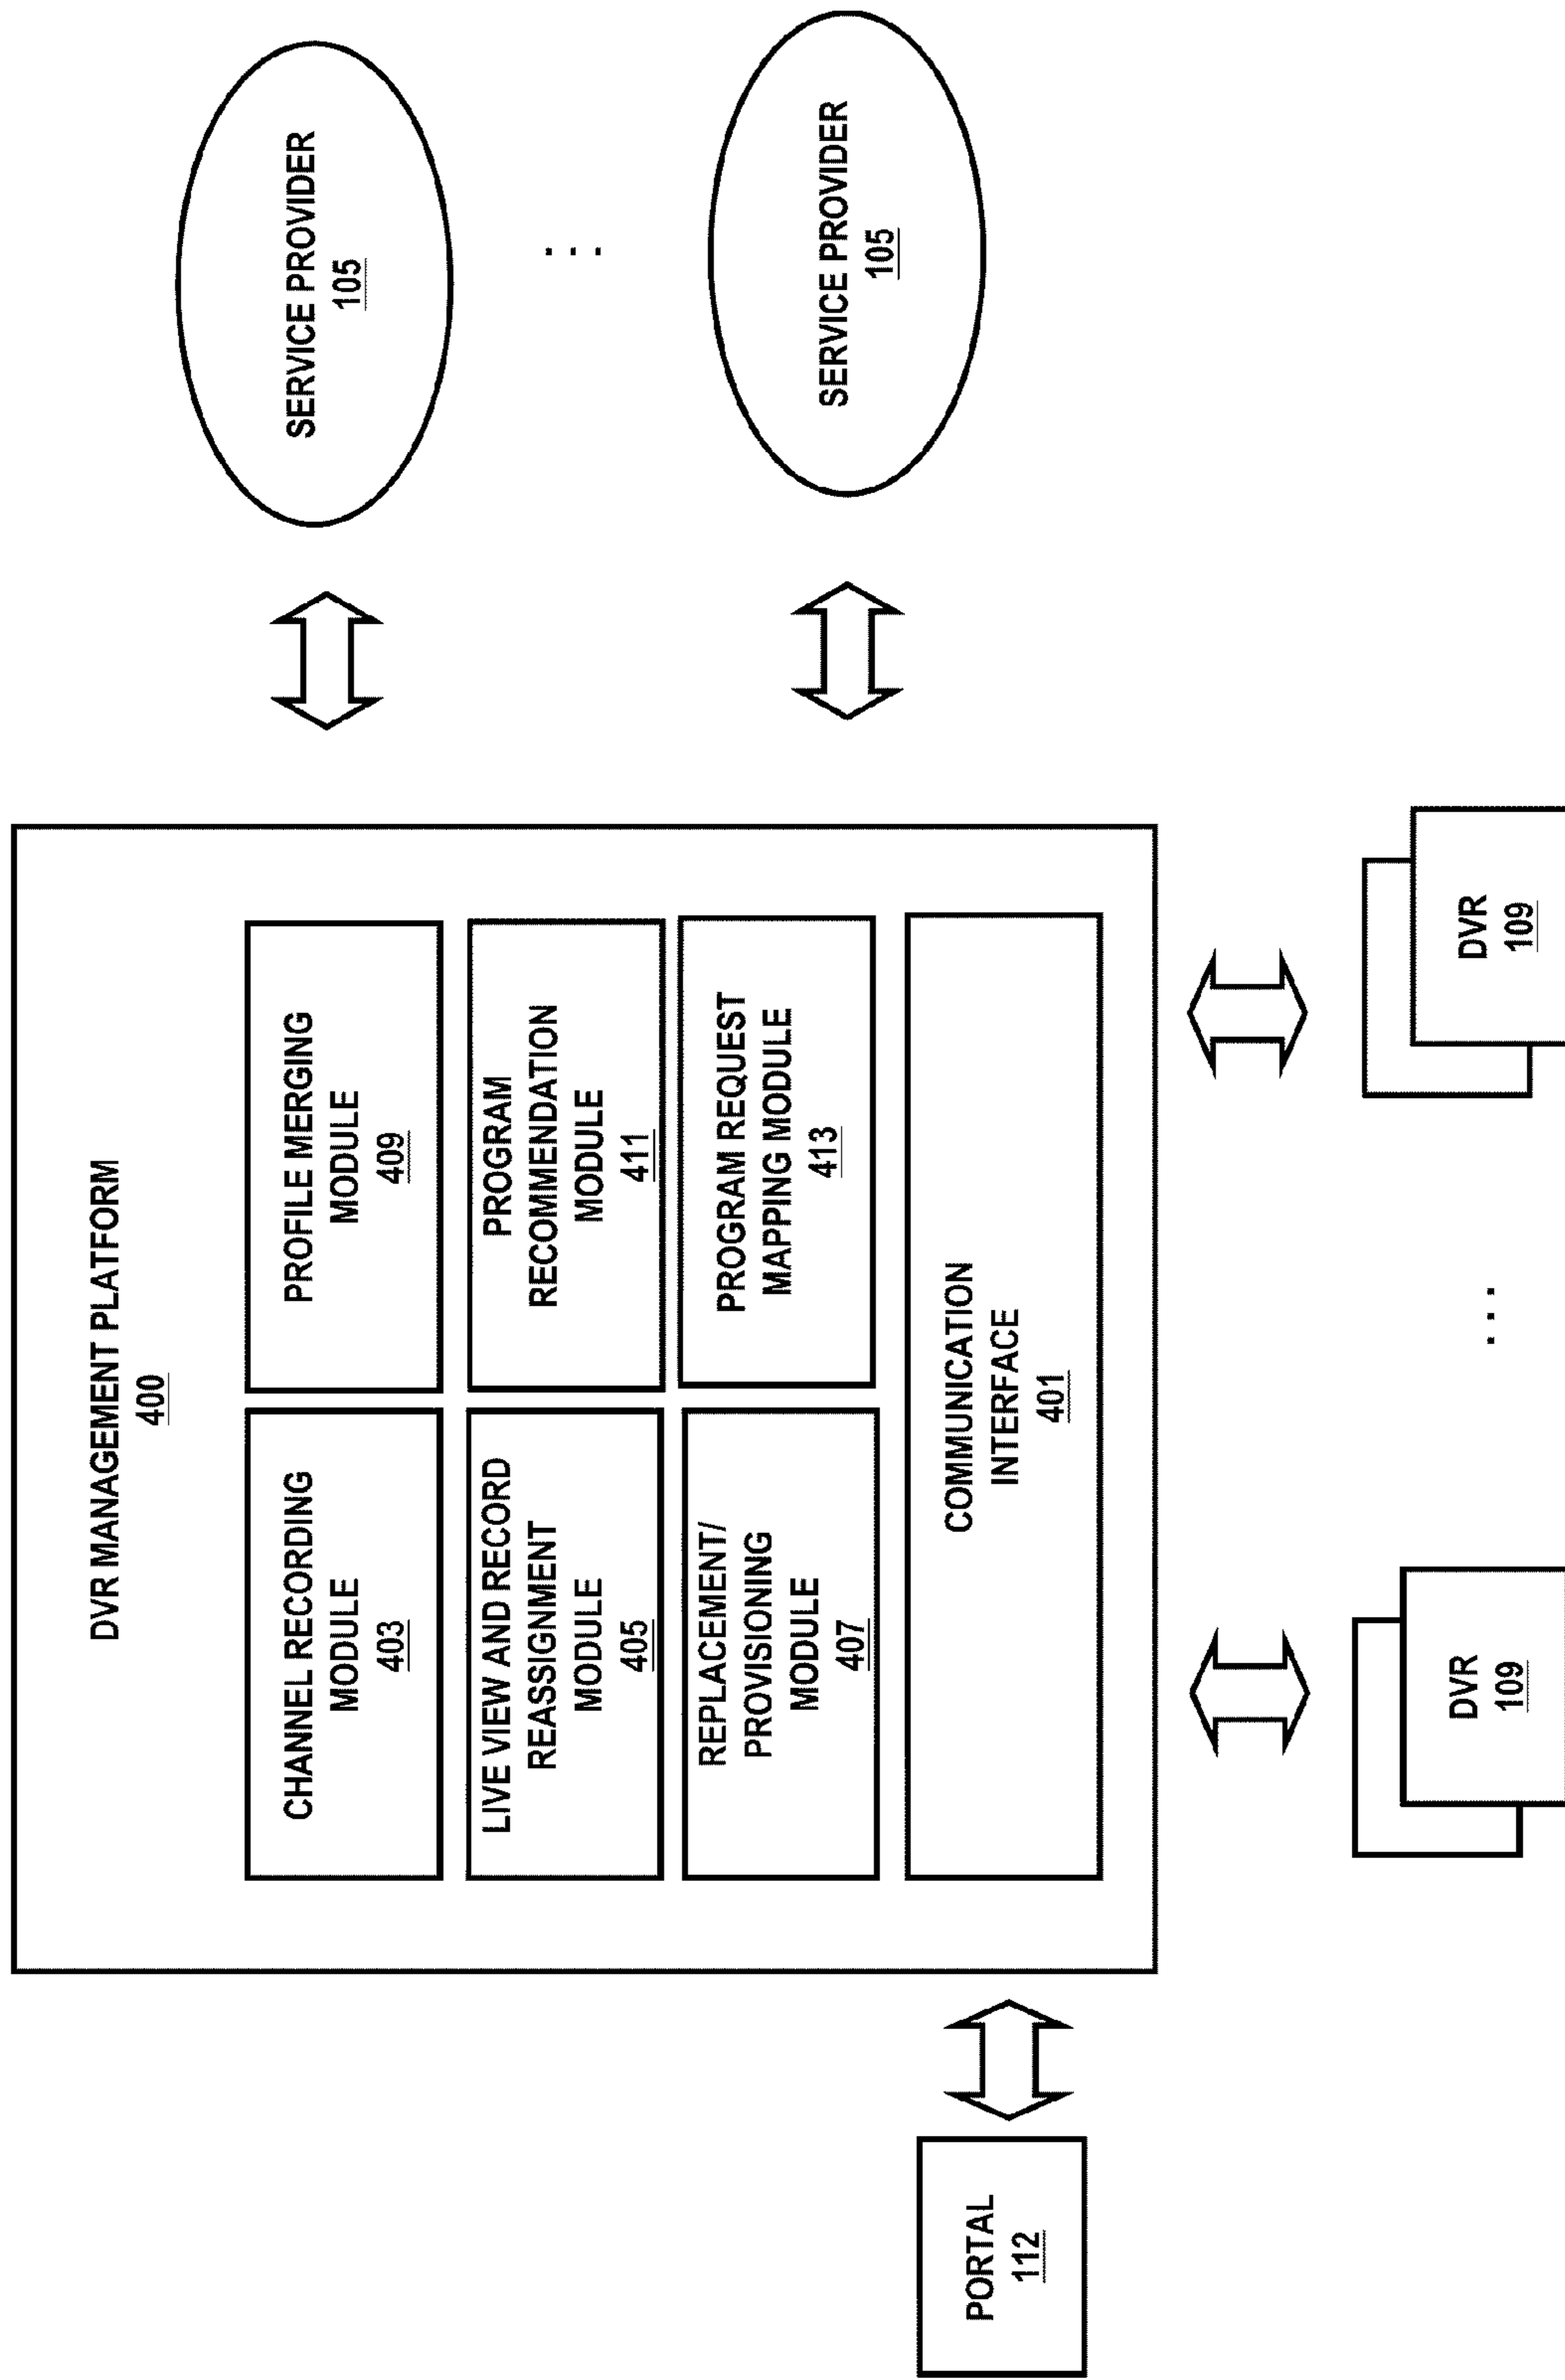 DVR MANAGEMENT PLATFORM
400
CHANNEL RECORDING
MODULE
403
PROFILE MERGING
MODULE
409
LIVE VIEW AND RECORD
REASSIGNMENT
MODULE
405
PROGRAM
RECOMMENDATION
MODULE
411
REPLACEMENT/
PROVISIONING
MODULE
407
PROGRAM REQUEST
MAPPING MODULE
413
COMMUNICATION
INTERFACE
401
SERVICE PROVIDER
105
...
SERVICE PROVIDER
105
PORTAL
112
DVR
109
...
DVR
109